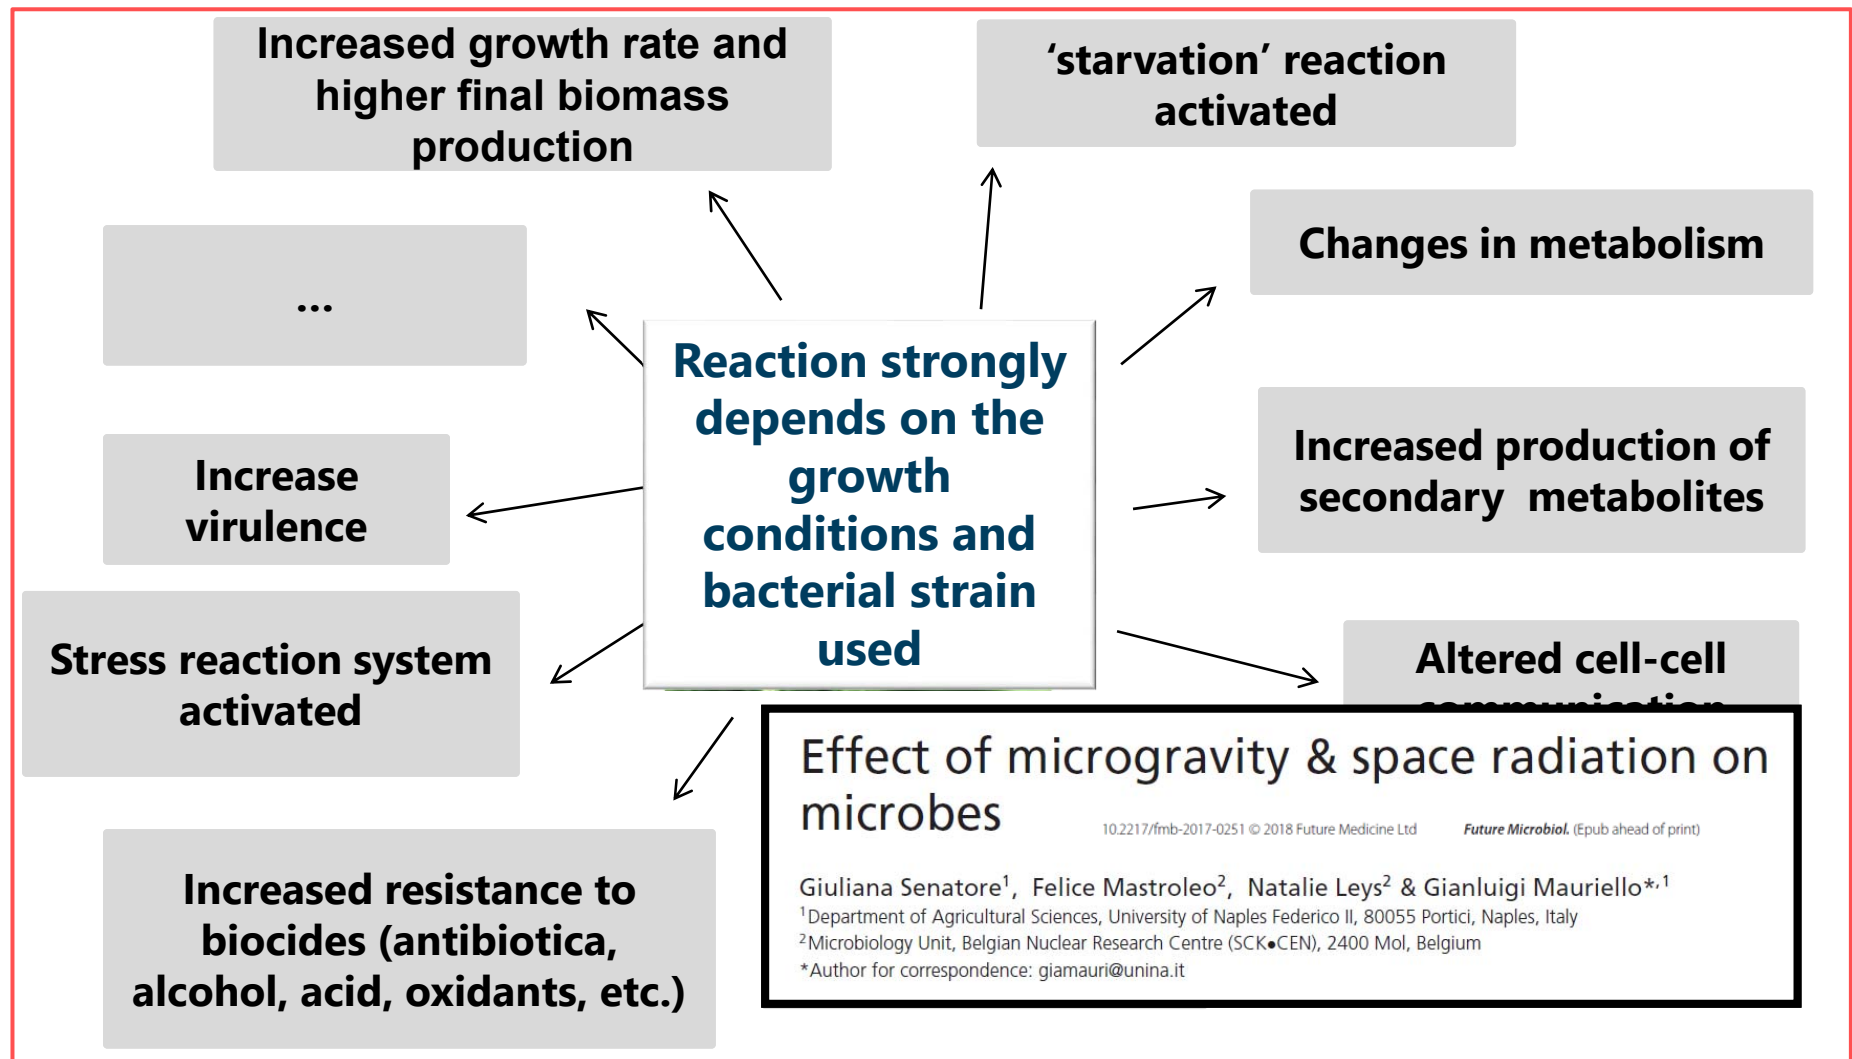 Increased growth rate and
higher final biomass
production
‘starvation’ reaction
activated
...
Changes in metabolism
Reaction strongly
depends on the
growth
conditions and
bacterial strain
used
Increase
virulence
Increased production of
secondary metabolites
Stress reaction system
activated
Altered cell-cell
communication
Increased resistance to
biocides (antibiotica,
alcohol, acid, oxidants, etc.)
Effect of microgravity & space radiation on
microbes
10.2217/fmb-2017-0251 © 2018 Future Medicine Ltd Future Microbiol. (Epub ahead of print)
Giuliana Senatore1, Felice Mastroleo2, Natalie Leys2 & Gianluigi Mauriello*,1
1Department of Agricultural Sciences, University of Naples Federico II, 80055 Portici, Naples, Italy
2Microbiology Unit, Belgian Nuclear Research Centre (SCK●CEN), 2400 Mol, Belgium
*Author for correspondence: giamauri@unina.it